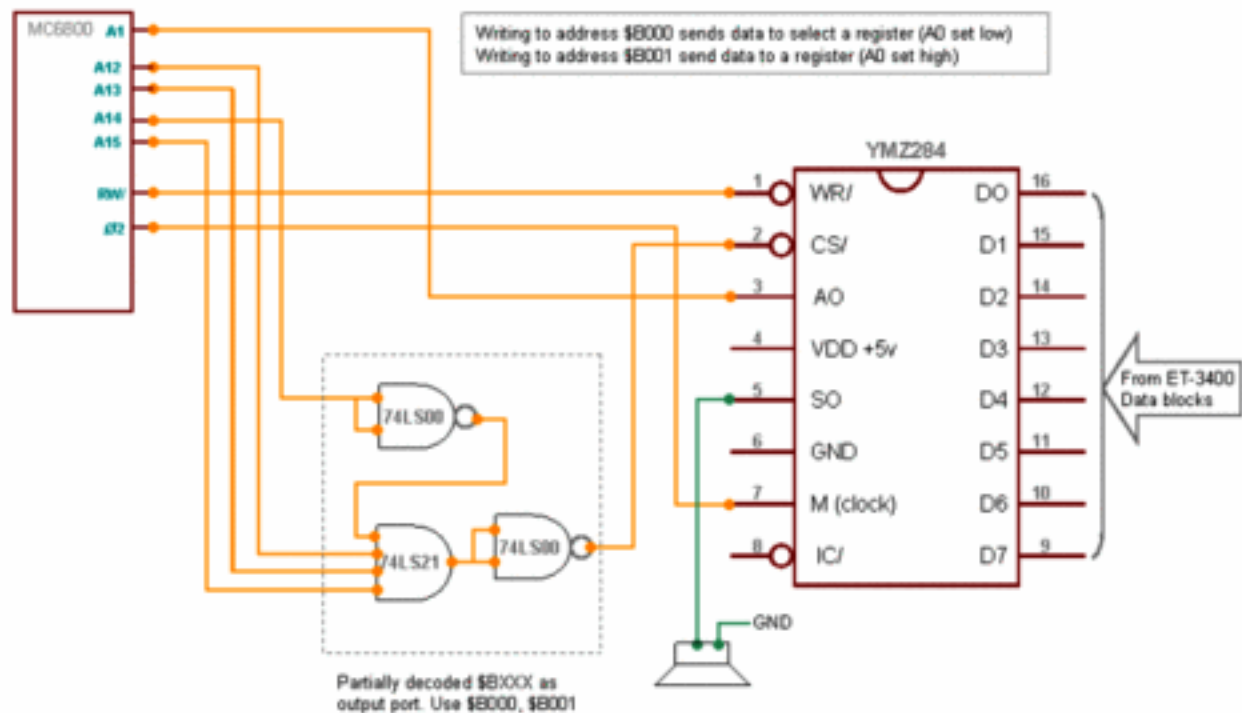 MC6800
A1
A12
A13
A14
A15
RW/
Ø2
Writing to address $B000 sends data to select a register (A0 set low)
Writing to address $B001 send data to a register (A0 set high)
YMZ284
1 WR/ D0 16
2 CS/ D1 15
3 A0 D2 14
4 VDD +5v D3 13
5 SO D4 12
6 GND D5 11
7 M (clock) D6 10
8 IC/ D7 9
From ET-3400
Data blocks
74LS00
74LS21
74LS00
GND
Partially decoded $BXXX as
output port. Use $B000, $B001